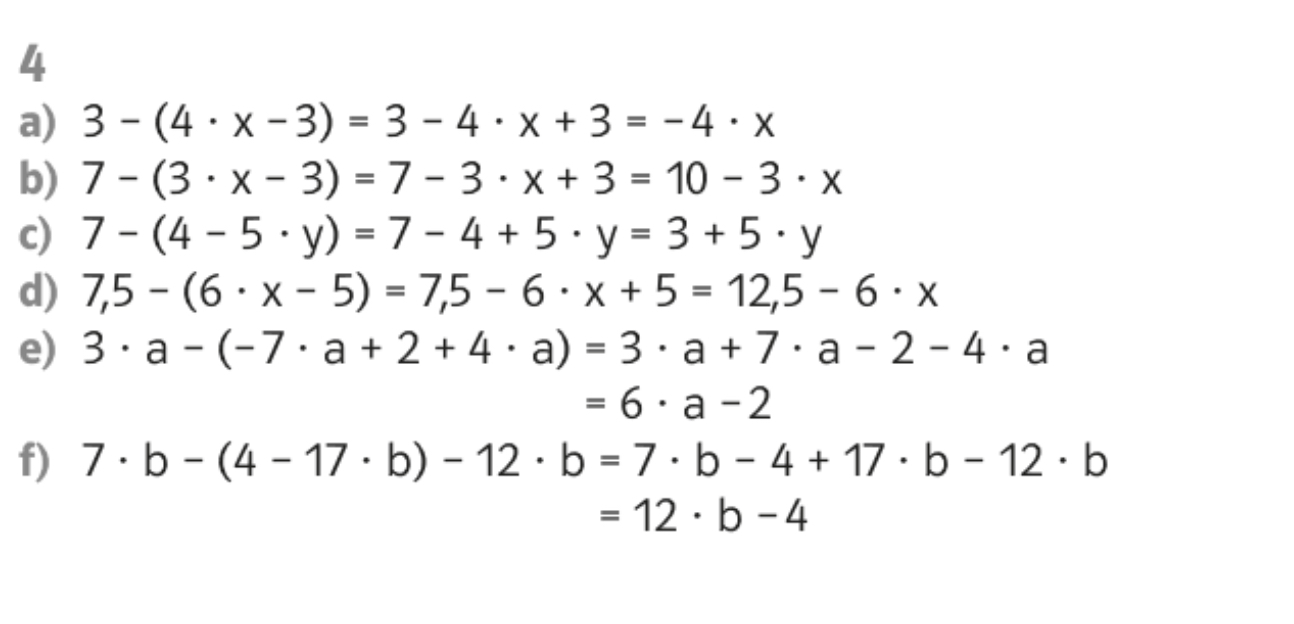 4
a) 3 − (4 · x − 3) = 3 − 4 · x + 3 = −4 · x
b) 7 − (3 · x − 3) = 7 − 3 · x + 3 = 10 − 3 · x
c) 7 − (4 − 5 · y) = 7 − 4 + 5 · y = 3 + 5 · y
d) 7,5 − (6 · x − 5) = 7,5 − 6 · x + 5 = 12,5 − 6 · x
e) 3 · a − (−7 · a + 2 + 4 · a) = 3 · a + 7 · a − 2 − 4 · a
= 6 · a − 2
f) 7 · b − (4 − 17 · b) − 12 · b = 7 · b − 4 + 17 · b − 12 · b
= 12 · b − 4